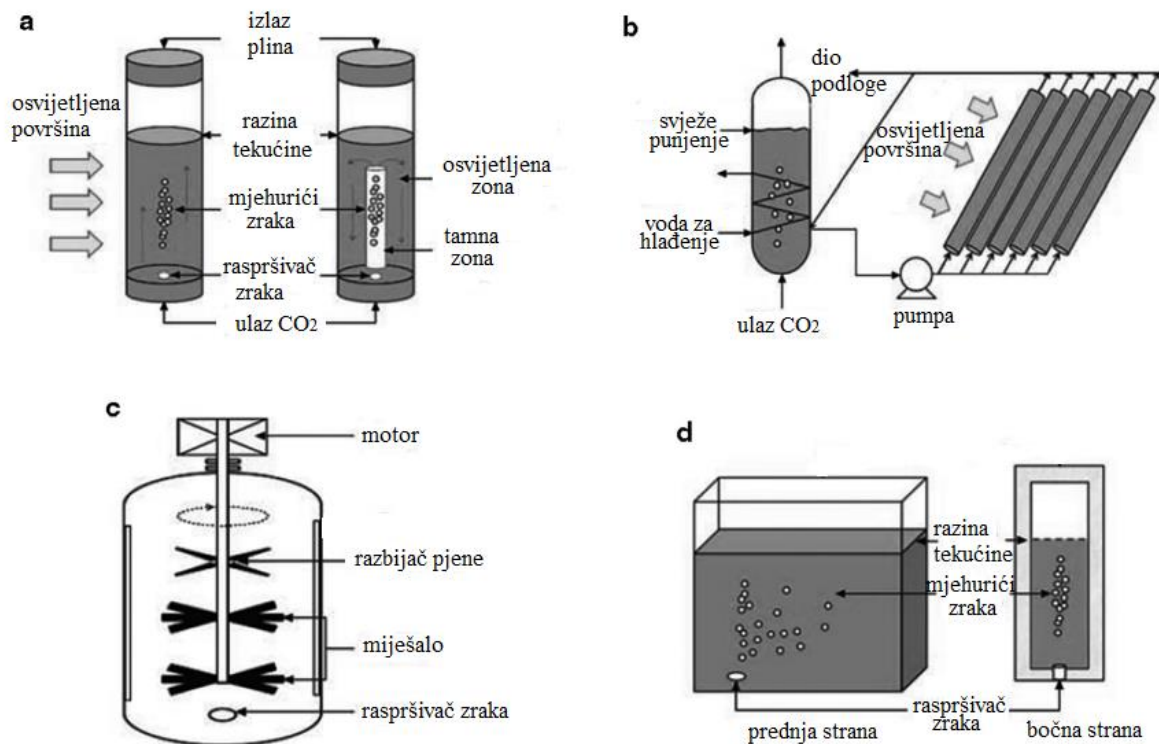 a
izlaz
plina
osvijetljena
površina
razina
tekućine
osvijetljena
zona
mjehurići
zraka
tamna
zona
raspršivač
zraka
ulaz CO2
b
dio
podloge
svježe
punjenje
osvijetljena
površina
voda za
hlađenje
ulaz CO2
pumpa
c
motor
razbijač pjene
miješalo
raspršivač zraka
d
razina
tekućine
mjehurići
zraka
raspršivač
zraka
prednja strana
bočna strana